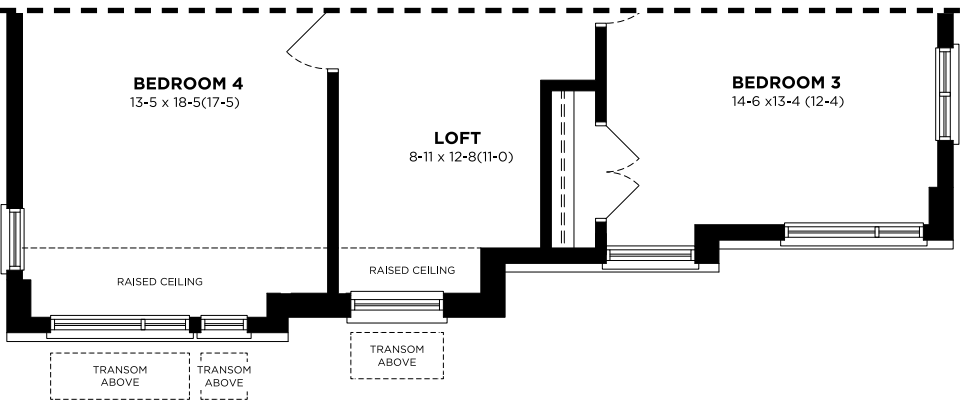 BEDROOM 4
13-5 x 18-5(17-5)
BEDROOM 3
14-6 x13-4 (12-4)
LOFT
8-11 x 12-8(11-0)
RAISED CEILING
RAISED CEILING
TRANSOM
ABOVE
TRANSOM
ABOVE
TRANSOM
ABOVE